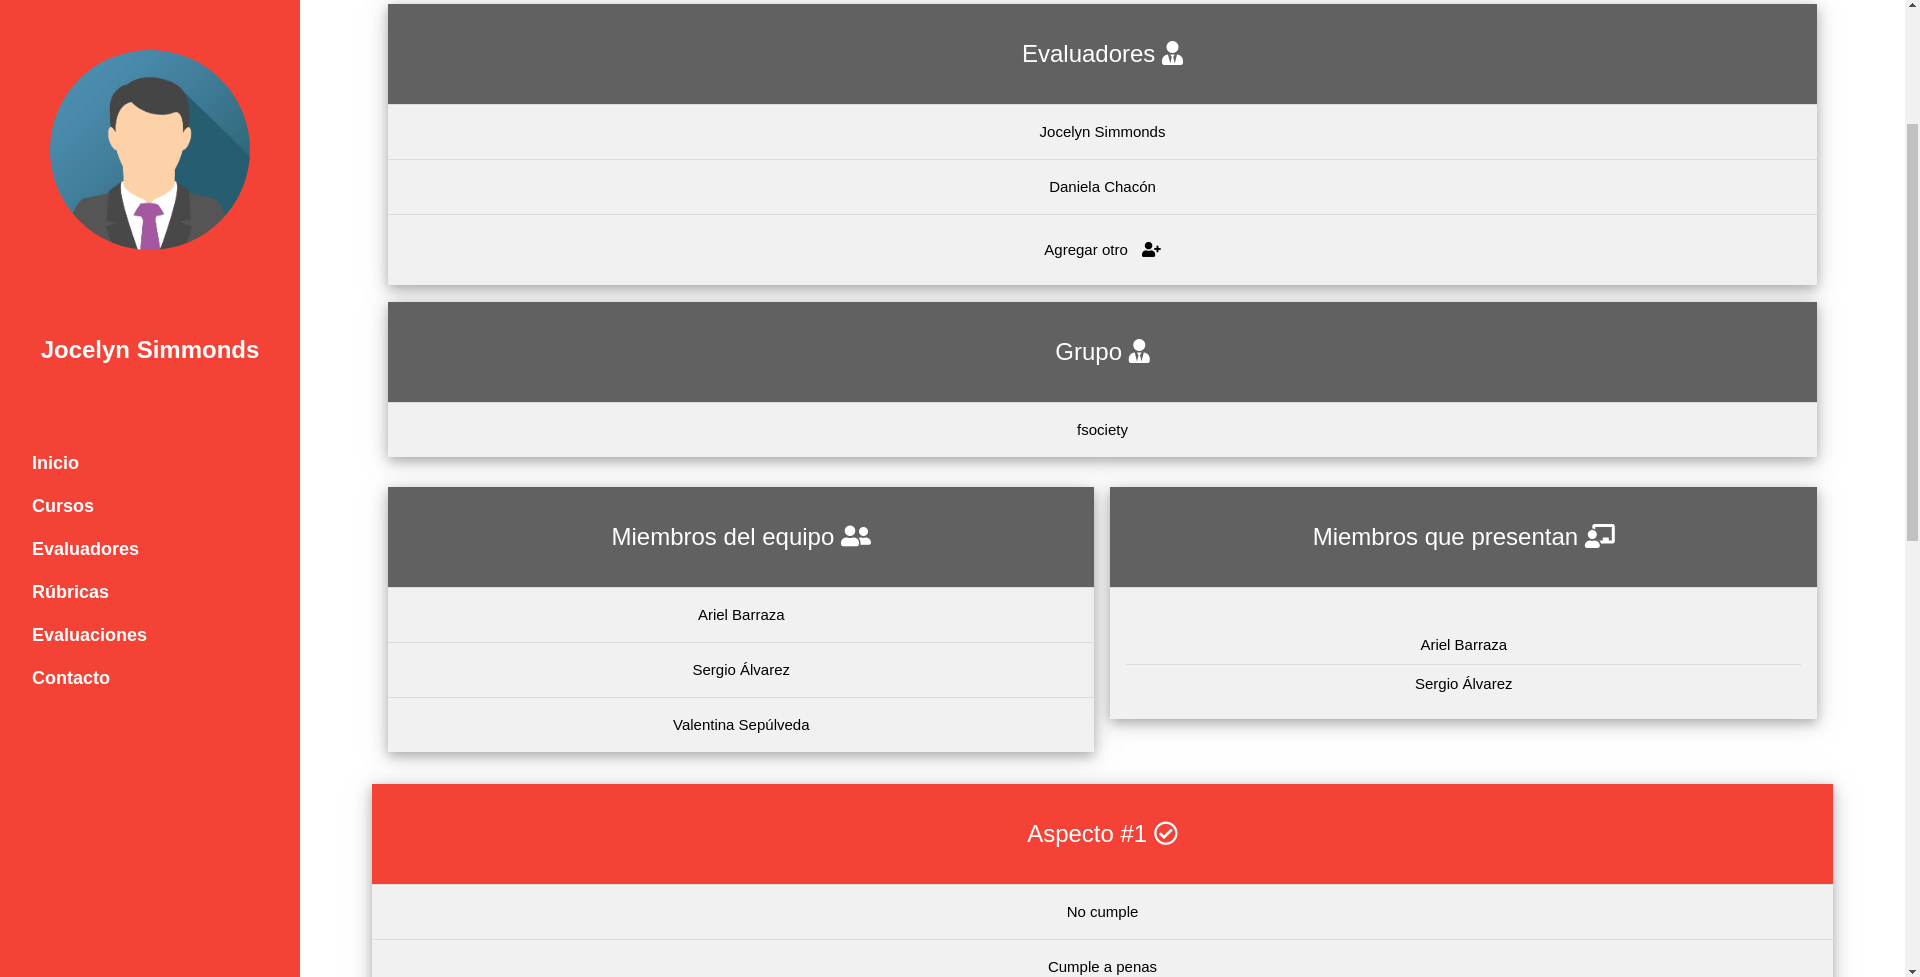 Jocelyn Simmonds
Inicio
Cursos
Evaluadores
Rúbricas
Evaluaciones
Contacto
Evaluadores
Jocelyn Simmonds
Daniela Chacón
Agregar otro
Grupo
fsociety
Miembros del equipo
Ariel Barraza
Sergio Álvarez
Valentina Sepúlveda
Miembros que presentan
Ariel Barraza
Sergio Álvarez
Aspecto #1
No cumple
Cumple a penas